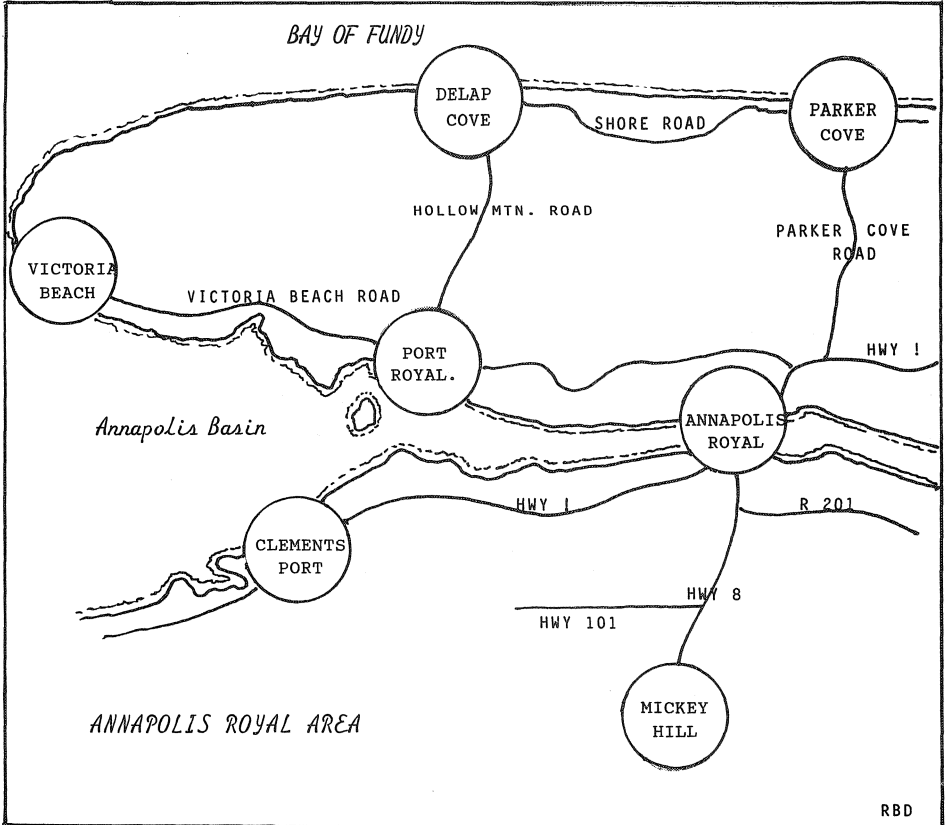 BAY OF FUNDY
DELAP
COVE
PARKER
COVE
SHORE ROAD
HOLLOW MTN. ROAD
PARKER COVE
ROAD
VICTORIA
BEACH
VICTORIA BEACH ROAD
PORT
ROYAL.
HWY !
Annapolis Basin
ANNAPOLIS
ROYAL
HWY !
R 201
CLEMENTS
PORT
HWY 8
HWY 101
MICKEY
HILL
ANNAPOLIS ROYAL AREA
RBD